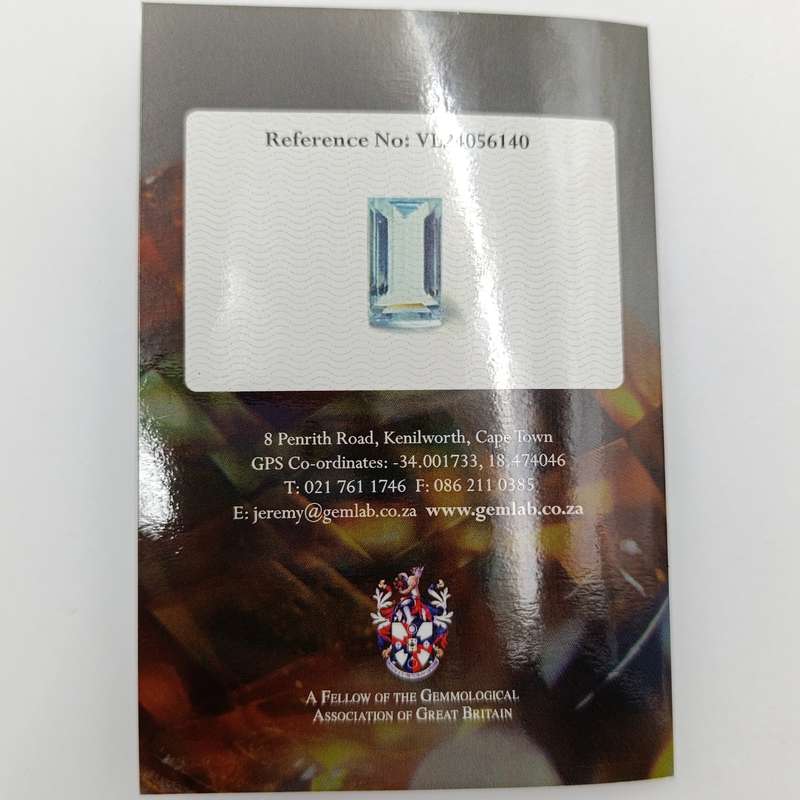 Reference No: VL24056140
8 Penrith Road, Kenilworth, Cape Town
GPS Co-ordinates: -34.001733, 18.474046
T: 021 761 1746 F: 086 211 0385
E: jeremy@gemlab.co.za www.gemlab.co.za
A Fellow of the Gemmological
Association of Great Britain